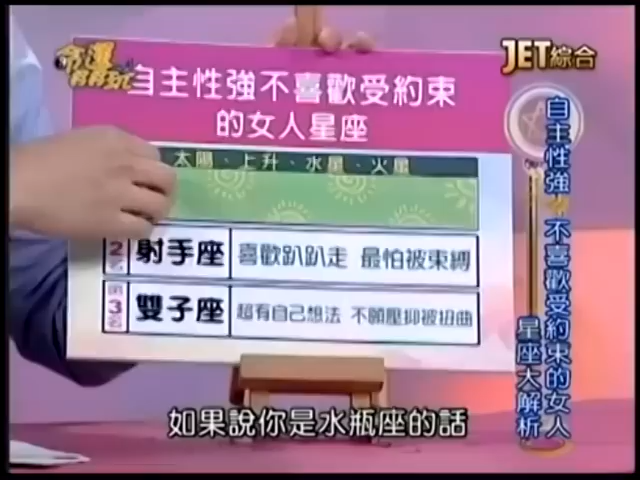 命運好好玩
JET綜合
自主性強不喜歡受約束
的女人星座
太陽、上升、水星、火星
第2名 射手座 喜歡趴趴走 最怕被束縛
第3名 雙子座 超有自己想法 不願壓抑被扭曲
自主性強 不喜歡受約束的女人
星座大解析
如果說你是水瓶座的話